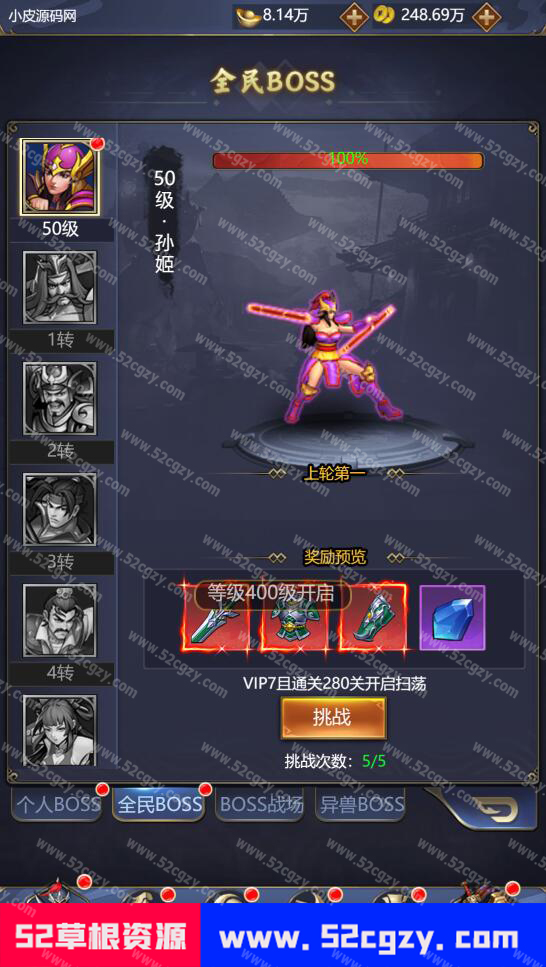 小皮源码网
8.14万
248.69万
全民BOSS
100%
50级·孙姬
50级
1转
2转
3转
4转
上轮第一
奖励预览
等级400级开启
VIP7且通关280关开启扫荡
挑战
挑战次数：5/5
个人BOSS
全民BOSS
BOSS战场
异兽BOSS
www.52cgzy.com
52草根资源
www.52cgzy.com